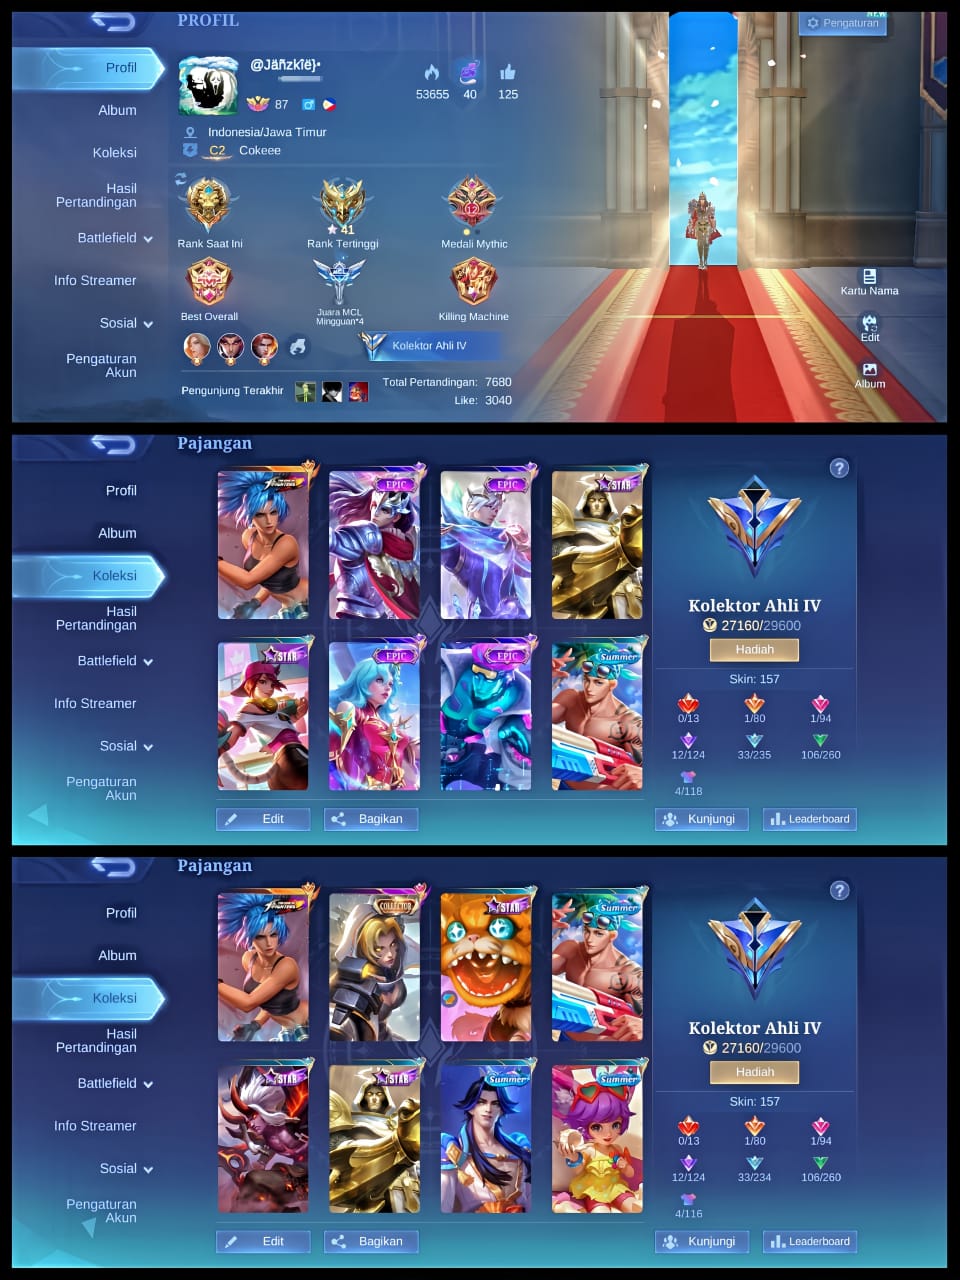 PROFIL
NEW
Pengaturan
Profil
Album
Koleksi
Hasil
Pertandingan
Battlefield
Info Streamer
Sosial
Pengaturan
Akun
@Jäñzkïë}•
87
53655
40
125
Indonesia/Jawa Timur
C2 Cokeee
Rank Saat Ini
41
Rank Tertinggi
12
Medali Mythic
Best Overall
Juara MCL
Mingguan*4
Killing Machine
Kolektor Ahli IV
Pengunjung Terakhir
Total Pertandingan: 7680
Like: 3040
Kartu Nama
Edit
Album
Pajangan
Profil
Album
Koleksi
Hasil
Pertandingan
Battlefield
Info Streamer
Sosial
Pengaturan
Akun
FIGHTERS
EPIC
EPIC
STAR
STAR
EPIC
EPIC
Summer
?
Kolektor Ahli IV
27160/29600
Hadiah
Skin: 157
0/13
1/80
1/94
12/124
33/235
106/260
4/118
Edit
Bagikan
Kunjungi
Leaderboard
Pajangan
Profil
Album
Koleksi
Hasil
Pertandingan
Battlefield
Info Streamer
Sosial
Pengaturan
Akun
FIGHTERS
COLLECTOR
STAR
Summer
STAR
STAR
Summer
Summer
?
Kolektor Ahli IV
27160/29600
Hadiah
Skin: 157
0/13
1/80
1/94
12/124
33/234
106/260
4/116
Edit
Bagikan
Kunjungi
Leaderboard